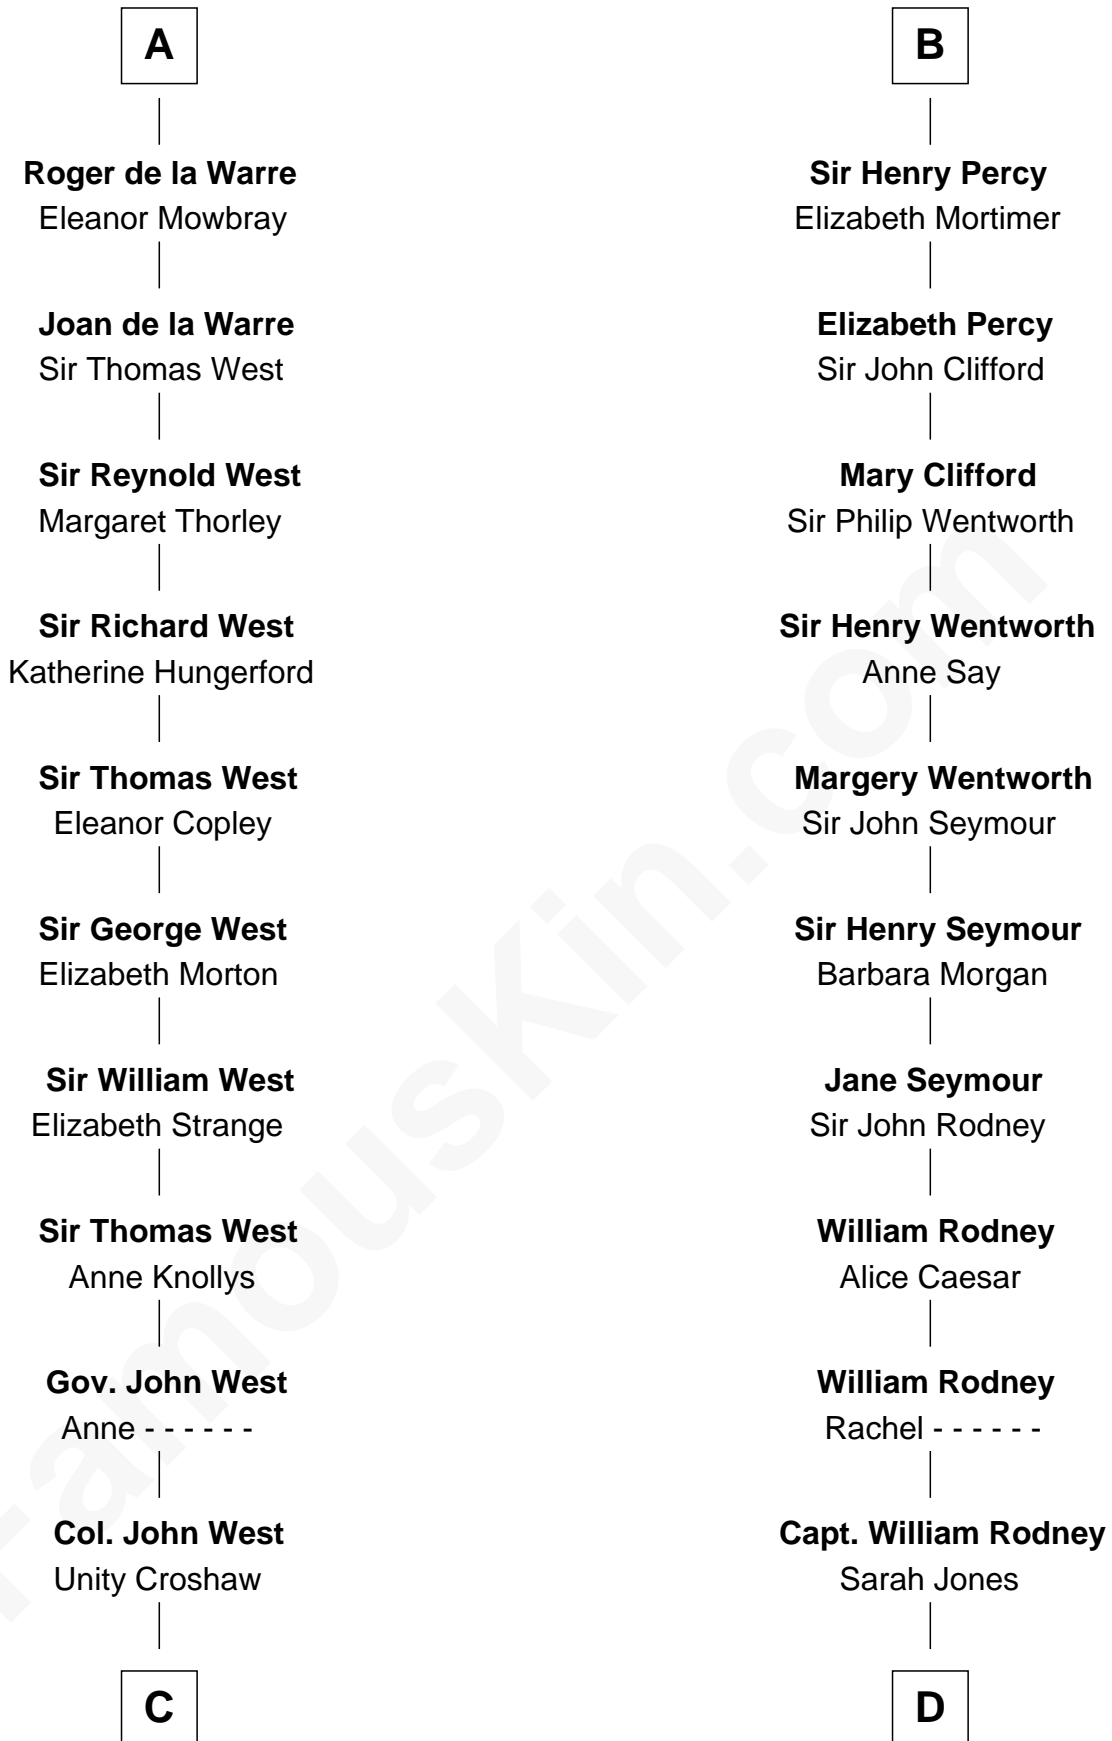 A
Roger de la Warre
Eleanor Mowbray
Joan de la Warre
Sir Thomas West
Sir Reynold West
Margaret Thorley
Sir Richard West
Katherine Hungerford
Sir Thomas West
Eleanor Copley
Sir George West
Elizabeth Morton
Sir William West
Elizabeth Strange
Sir Thomas West
Anne Knollys
Gov. John West
Anne - - - - - -
Col. John West
Unity Croshaw
C
B
Sir Henry Percy
Elizabeth Mortimer
Elizabeth Percy
Sir John Clifford
Mary Clifford
Sir Philip Wentworth
Sir Henry Wentworth
Anne Say
Margery Wentworth
Sir John Seymour
Sir Henry Seymour
Barbara Morgan
Jane Seymour
Sir John Rodney
William Rodney
Alice Caesar
William Rodney
Rachel - - - - - -
Capt. William Rodney
Sarah Jones
D
FamousKin.com